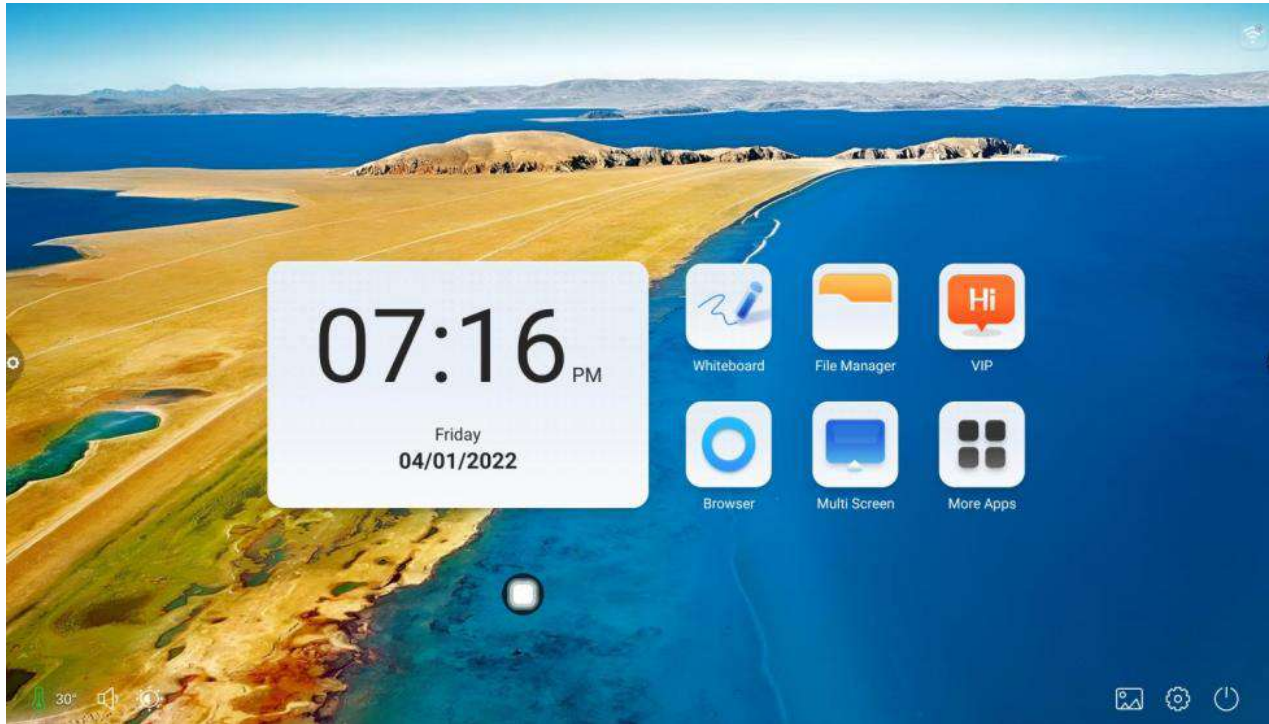 07:16 PM
Friday
04/01/2022
Hi
Whiteboard
File Manager
VIP
Browser
Multi Screen
More Apps
30°